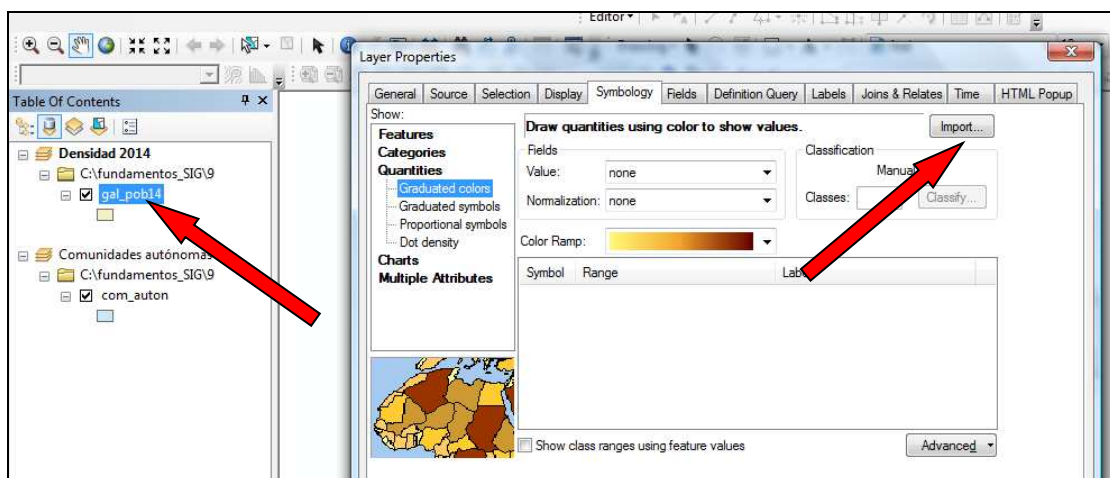 Editor
Layer Properties
Table Of Contents
Densidad 2014
C:\fundamentos_SIG\9
gal_pob14
Comunidades autónomas
C:\fundamentos_SIG\9
com_auton
General Source Selection Display Symbology Fields Definition Query Labels Joins & Relates Time HTML Popup
Show:
Features
Categories
Quantities
Graduated colors
Graduated symbols
Proportional symbols
Dot density
Charts
Multiple Attributes
Draw quantities using color to show values.
Import...
Fields
Value: none
Normalization: none
Classification
Manual
Classes:
Classify...
Color Ramp:
Symbol Range Label
Show class ranges using feature values
Advanced